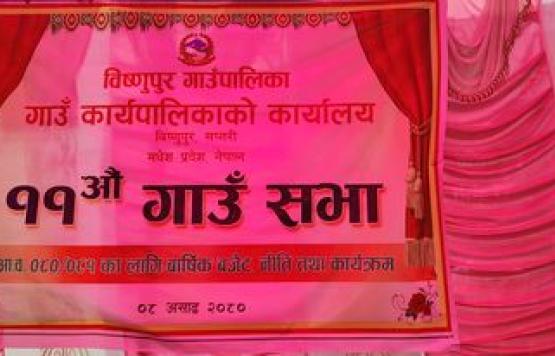 विष्णुपुर गाउँपालिका
गाउँ कार्यपालिकाको कार्यालय
विष्णुपुर, सप्तरी
मधेश प्रदेश, नेपाल
११औं गाउँ सभा
आ.व. ०८०/०८१ का लागि बार्षिक बजेट, नीति तथा कार्यक्रम
०८ असाढ २०८०